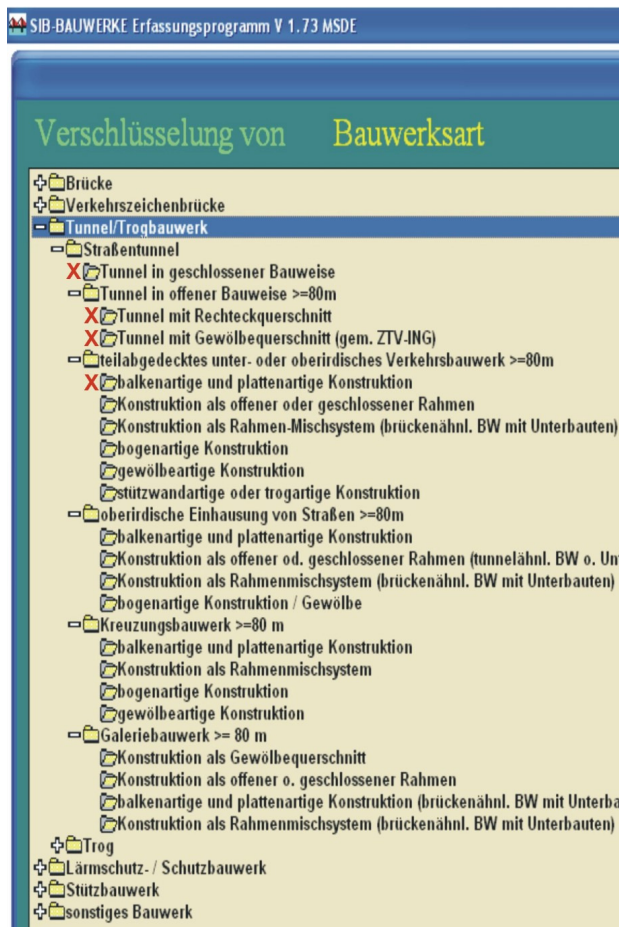 SIB-BAUWERKE Erfassungsprogramm V 1.73 MSDE
Verschlüsselung von Bauwerksart
Brücke
Verkehrszeichenbrücke
Tunnel/Trogbauwerk
Straßentunnel
X Tunnel in geschlossener Bauweise
Tunnel in offener Bauweise >=80m
X Tunnel mit Rechteckquerschnitt
X Tunnel mit Gewölbequerschnitt (gem. ZTV-ING)
teilabgedecktes unter- oder oberirdisches Verkehrsbauwerk >=80m
X balkenartige und plattenartige Konstruktion
Konstruktion als offener oder geschlossener Rahmen
Konstruktion als Rahmen-Mischsystem (brückenähnl. BW mit Unterbauten)
bogenartige Konstruktion
gewölbeartige Konstruktion
stützwandartige oder trogartige Konstruktion
oberirdische Einhausung von Straßen >=80m
balkenartige und plattenartige Konstruktion
Konstruktion als offener od. geschlossener Rahmen (tunnelähnl. BW o. Un
Konstruktion als Rahmenmischsystem (brückenähnl. BW mit Unterbauten)
bogenartige Konstruktion / Gewölbe
Kreuzungsbauwerk >=80 m
balkenartige und plattenartige Konstruktion
Konstruktion als Rahmenmischsystem
bogenartige Konstruktion
gewölbeartige Konstruktion
Galeriebauwerk >= 80 m
Konstruktion als Gewölbequerschnitt
Konstruktion als offener o. geschlossener Rahmen
balkenartige und plattenartige Konstruktion (brückenähnl. BW mit Unterba
Konstruktion als Rahmenmischsystem (brückenähnl. BW mit Unterbauten)
Trog
Lärmschutz- / Schutzbauwerk
Stützbauwerk
sonstiges Bauwerk